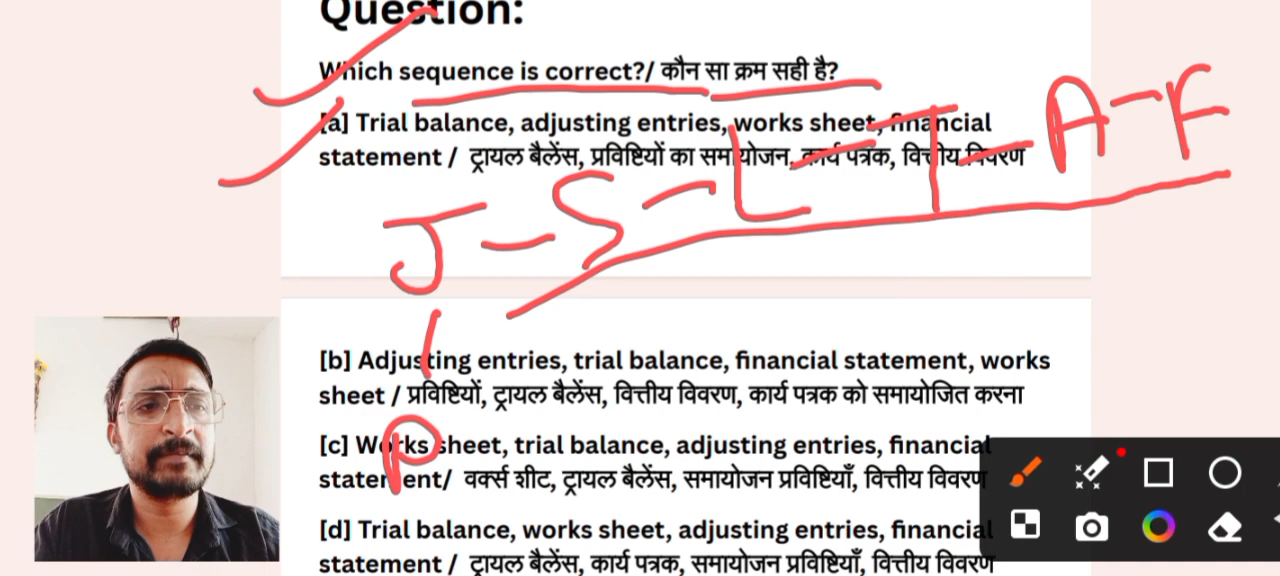 Question:
Which sequence is correct?/ कौन सा क्रम सही है?
[a] Trial balance, adjusting entries, works sheet, financial
statement / ट्रायल बैलेंस, प्रविष्टियों का समायोजन, कार्य पत्रक, वित्तीय विवरण
J - S - L - T - A - F
[b] Adjusting entries, trial balance, financial statement, works
sheet / प्रविष्टियों, ट्रायल बैलेंस, वित्तीय विवरण, कार्य पत्रक को समायोजित करना
P
[c] Works sheet, trial balance, adjusting entries, financial
statement/ वर्क्स शीट, ट्रायल बैलेंस, समायोजन प्रविष्टियाँ, वित्तीय विवरण
[d] Trial balance, works sheet, adjusting entries, financial
statement / ट्रायल बैलेंस, कार्य पत्रक, समायोजन प्रविष्टियाँ, वित्तीय विवरण